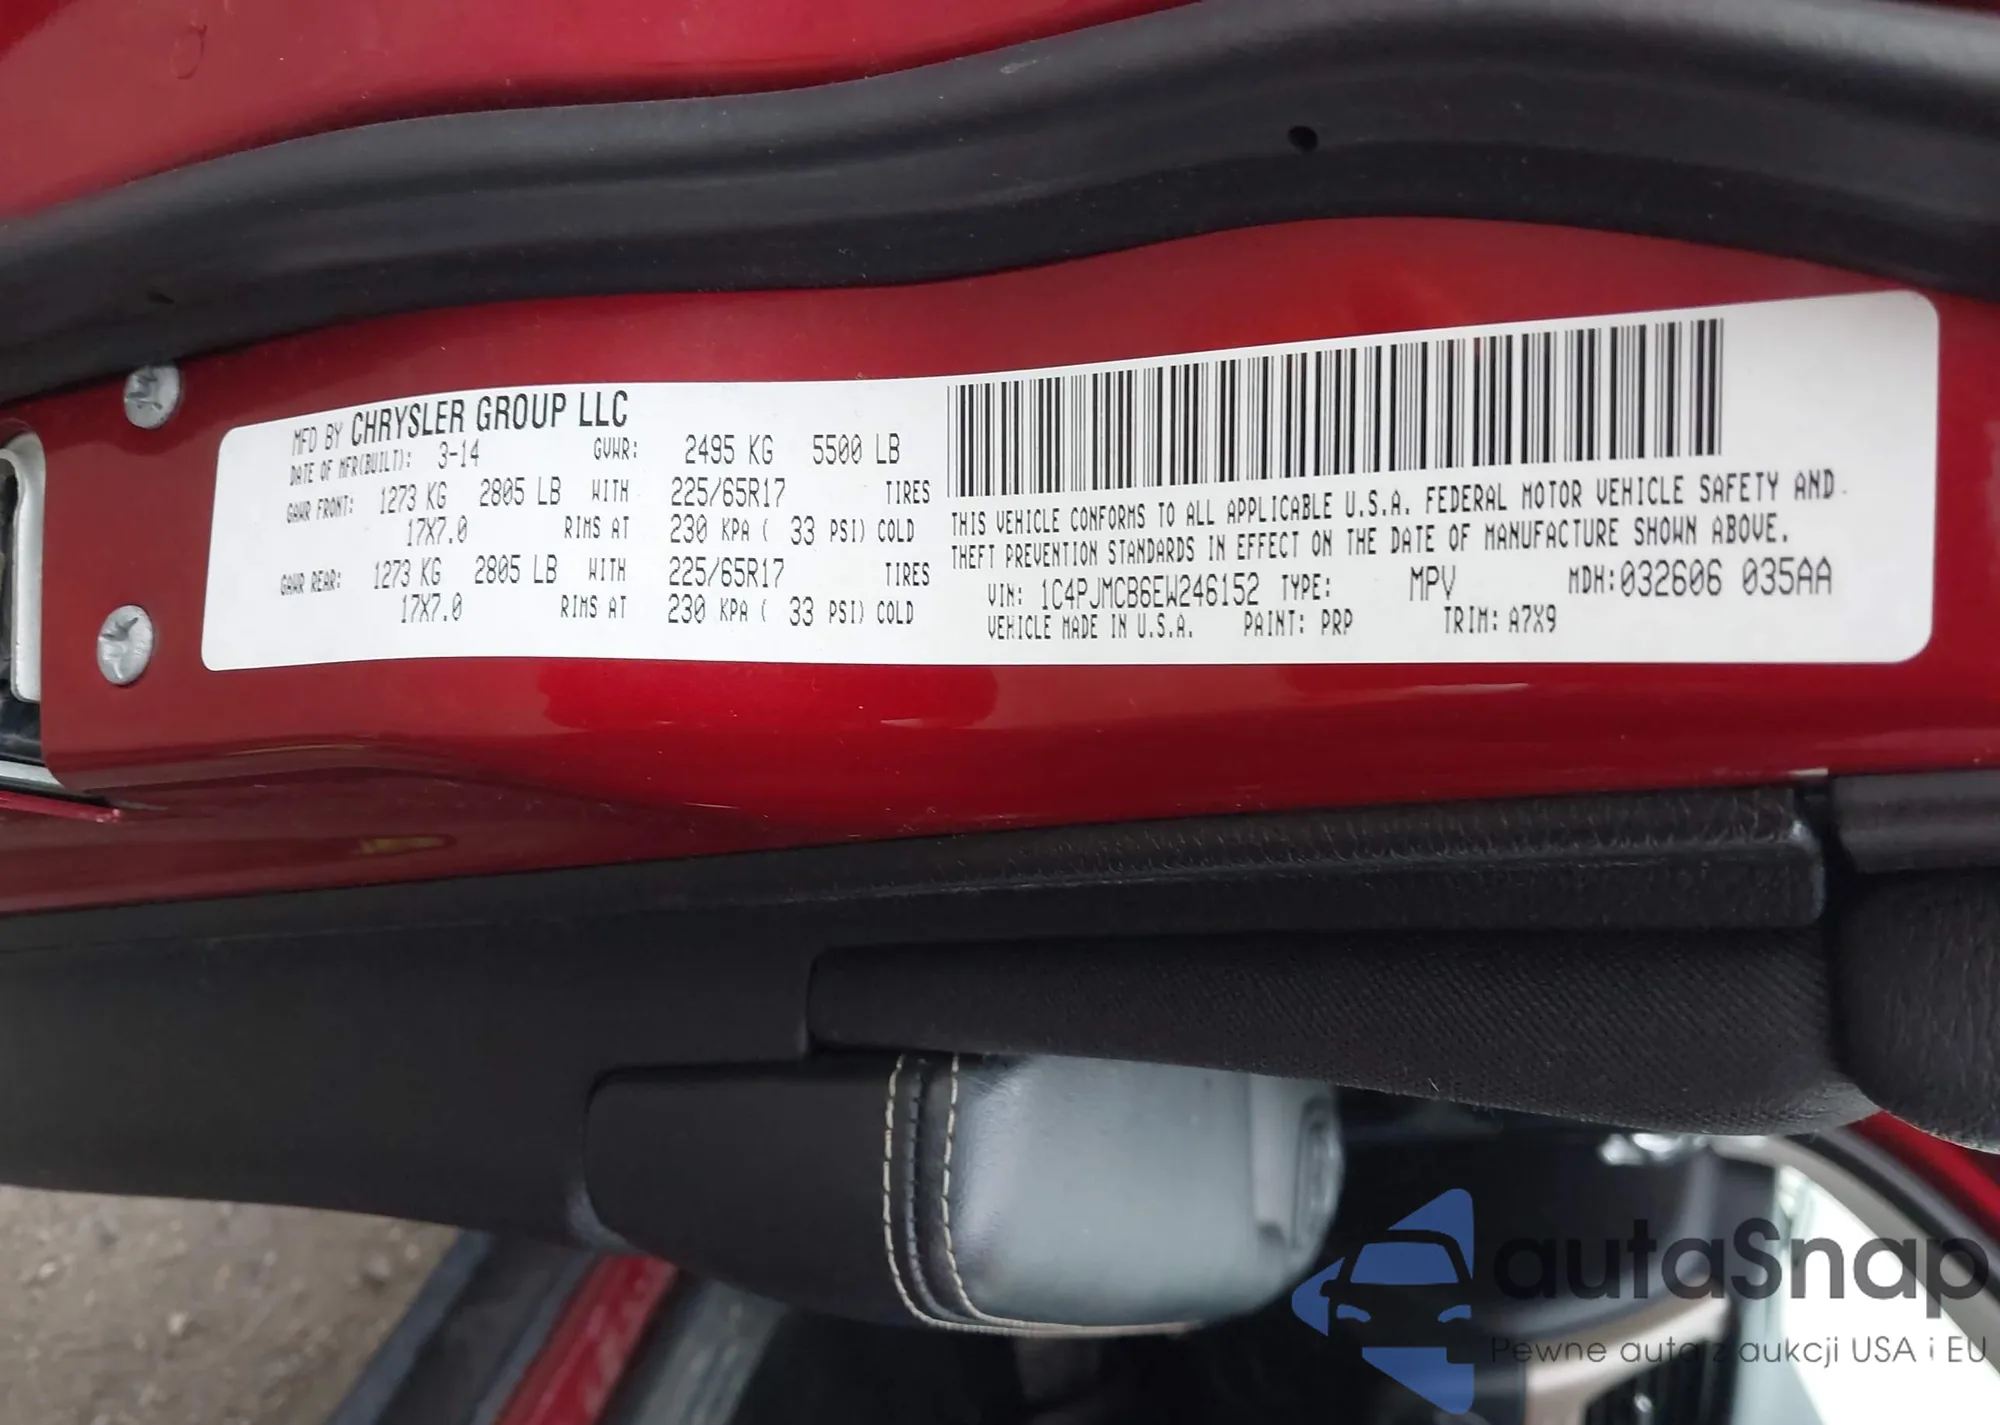 MFD BY CHRYSLER GROUP LLC
DATE OF MFR(BUILT): 3-14 GVWR: 2495 KG 5500 LB
GAWR FRONT: 1273 KG 2805 LB WITH 225/65R17 TIRES
17X7.0 RIMS AT 230 KPA ( 33 PSI) COLD
GAWR REAR: 1273 KG 2805 LB WITH 225/65R17 TIRES
17X7.0 RIMS AT 230 KPA ( 33 PSI) COLD
THIS VEHICLE CONFORMS TO ALL APPLICABLE U.S.A. FEDERAL MOTOR VEHICLE SAFETY AND
THEFT PREVENTION STANDARDS IN EFFECT ON THE DATE OF MANUFACTURE SHOWN ABOVE.
VIN: 1C4PJMCB6EW246152 TYPE: MPV MDH:032606 035AA
VEHICLE MADE IN U.S.A. PAINT: PRP TRIM: A7X9
autaSnap
Pewne auta z aukcji USA i EU